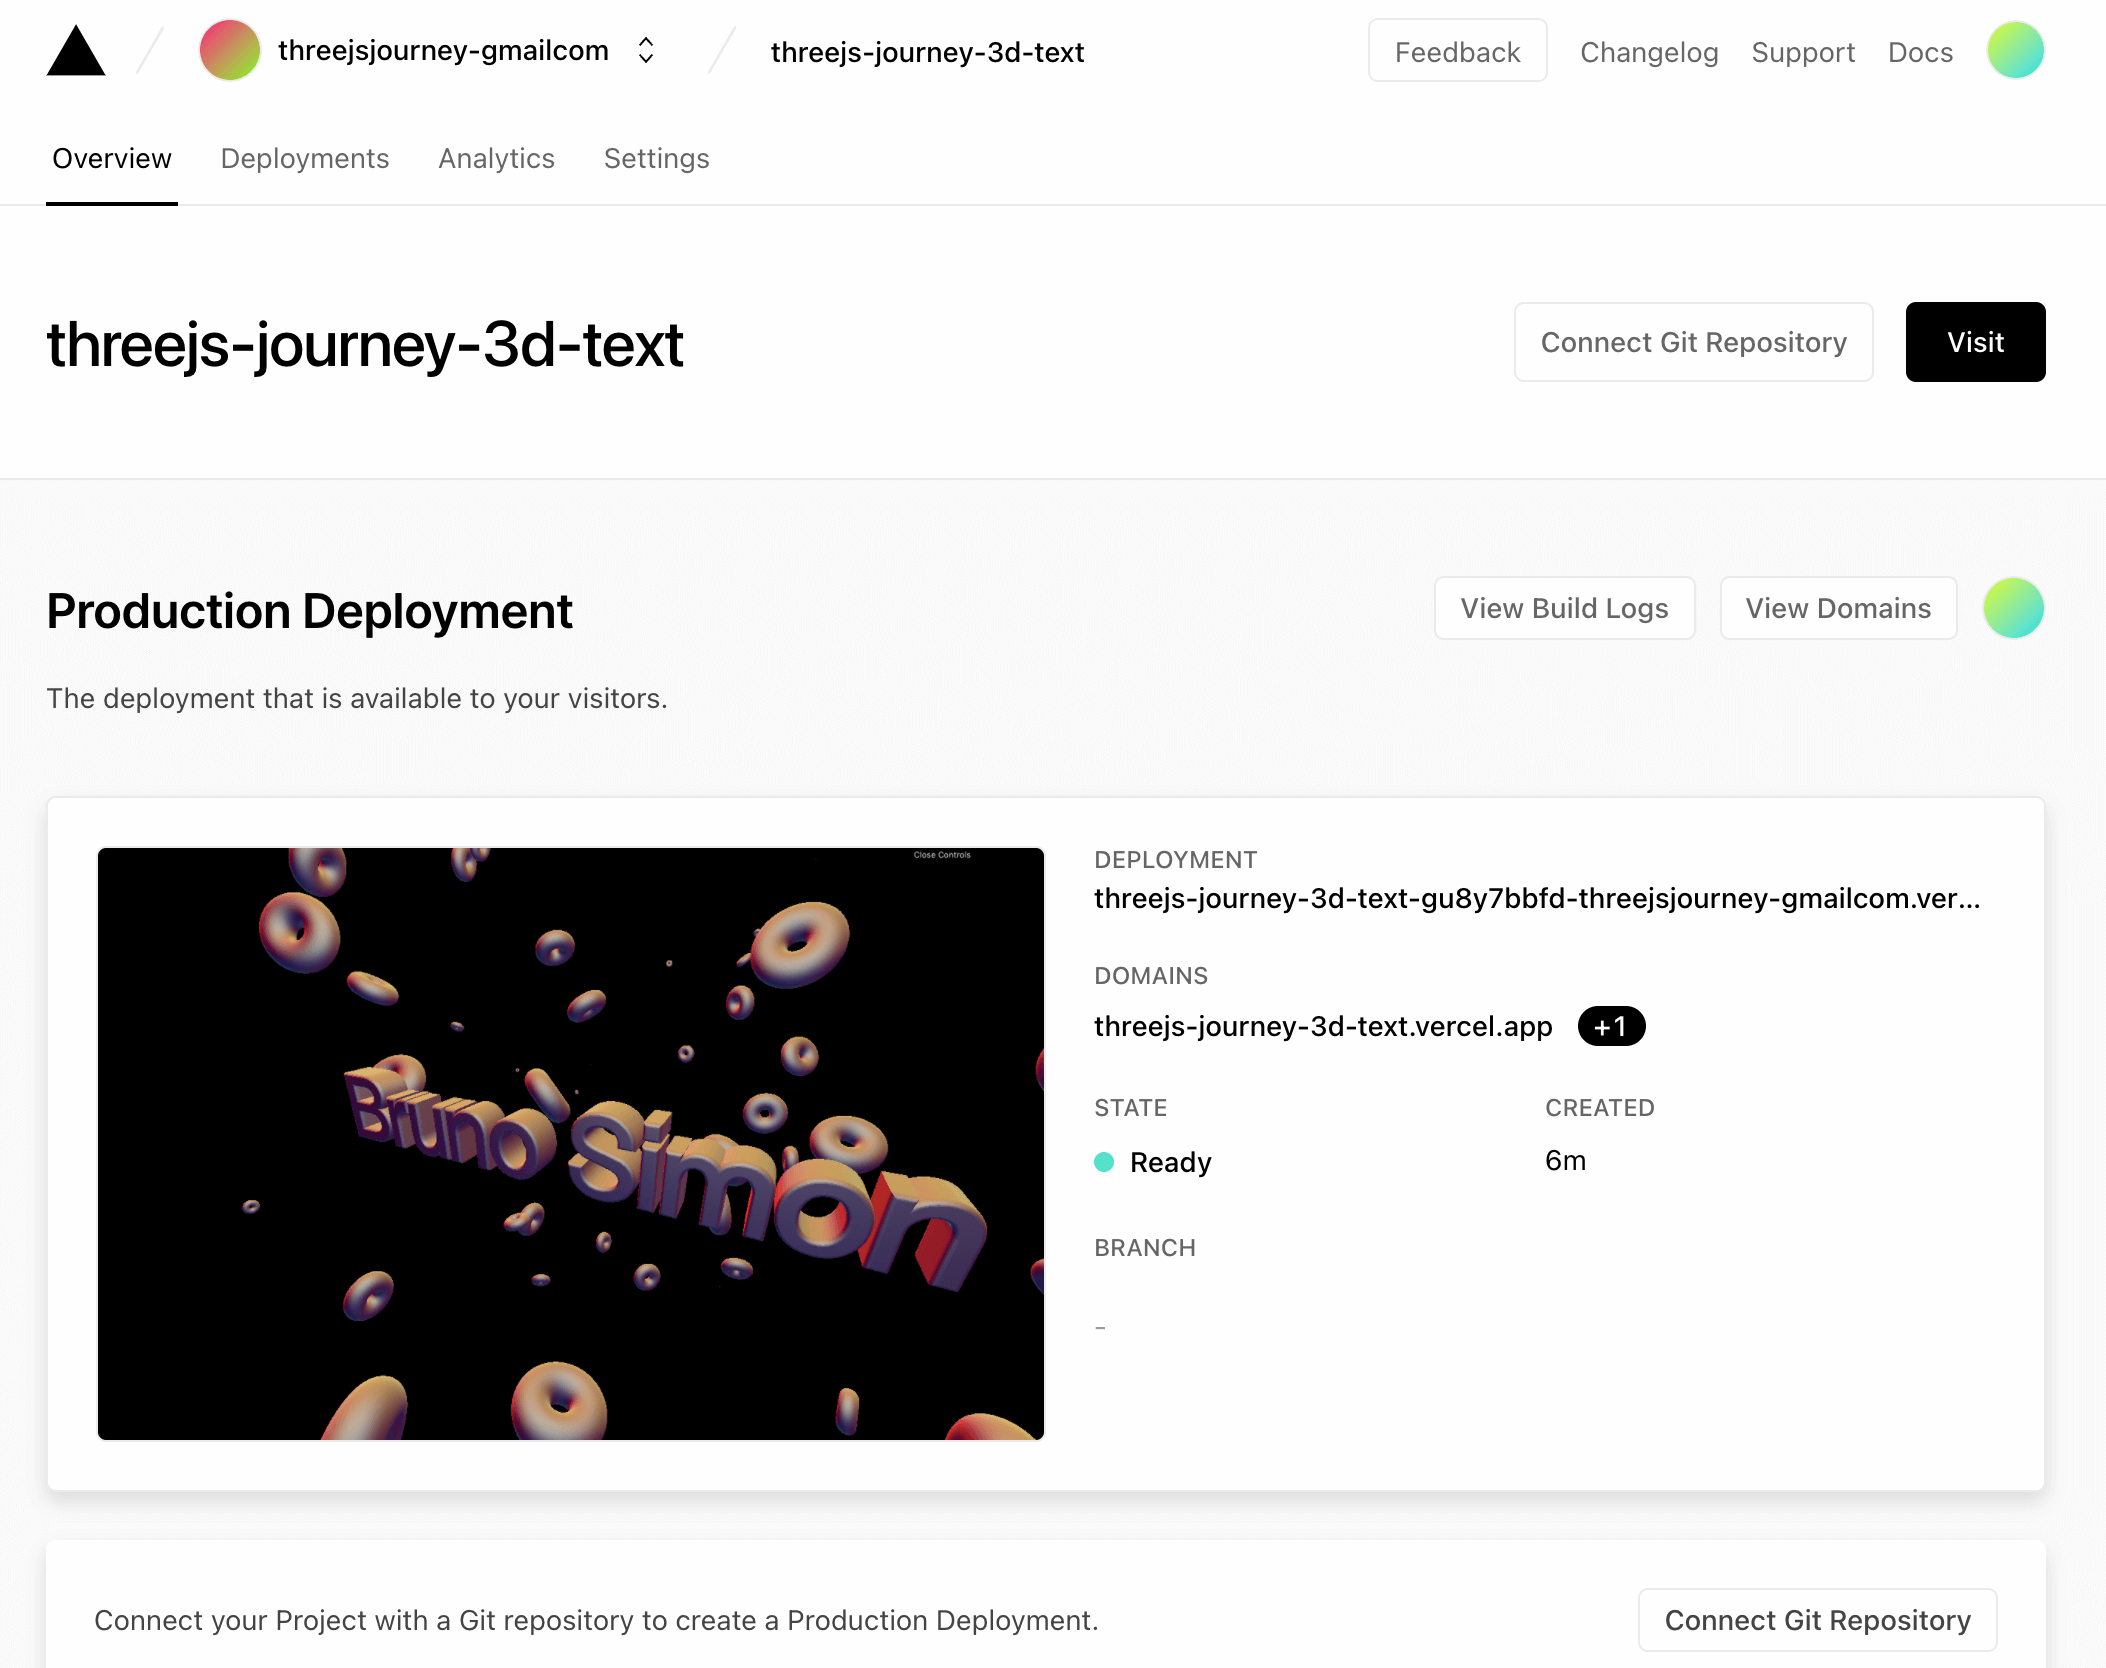 threejsjourney-gmailcom
threejs-journey-3d-text
Feedback
Changelog
Support
Docs
Overview
Deployments
Analytics
Settings
threejs-journey-3d-text
Connect Git Repository
Visit
Production Deployment
View Build Logs
View Domains
The deployment that is available to your visitors.
Close Controls
Bruno Simon
DEPLOYMENT
threejs-journey-3d-text-gu8y7bbfd-threejsjourney-gmailcom.ver...
DOMAINS
threejs-journey-3d-text.vercel.app +1
STATE
Ready
CREATED
6m
BRANCH
-
Connect your Project with a Git repository to create a Production Deployment.
Connect Git Repository